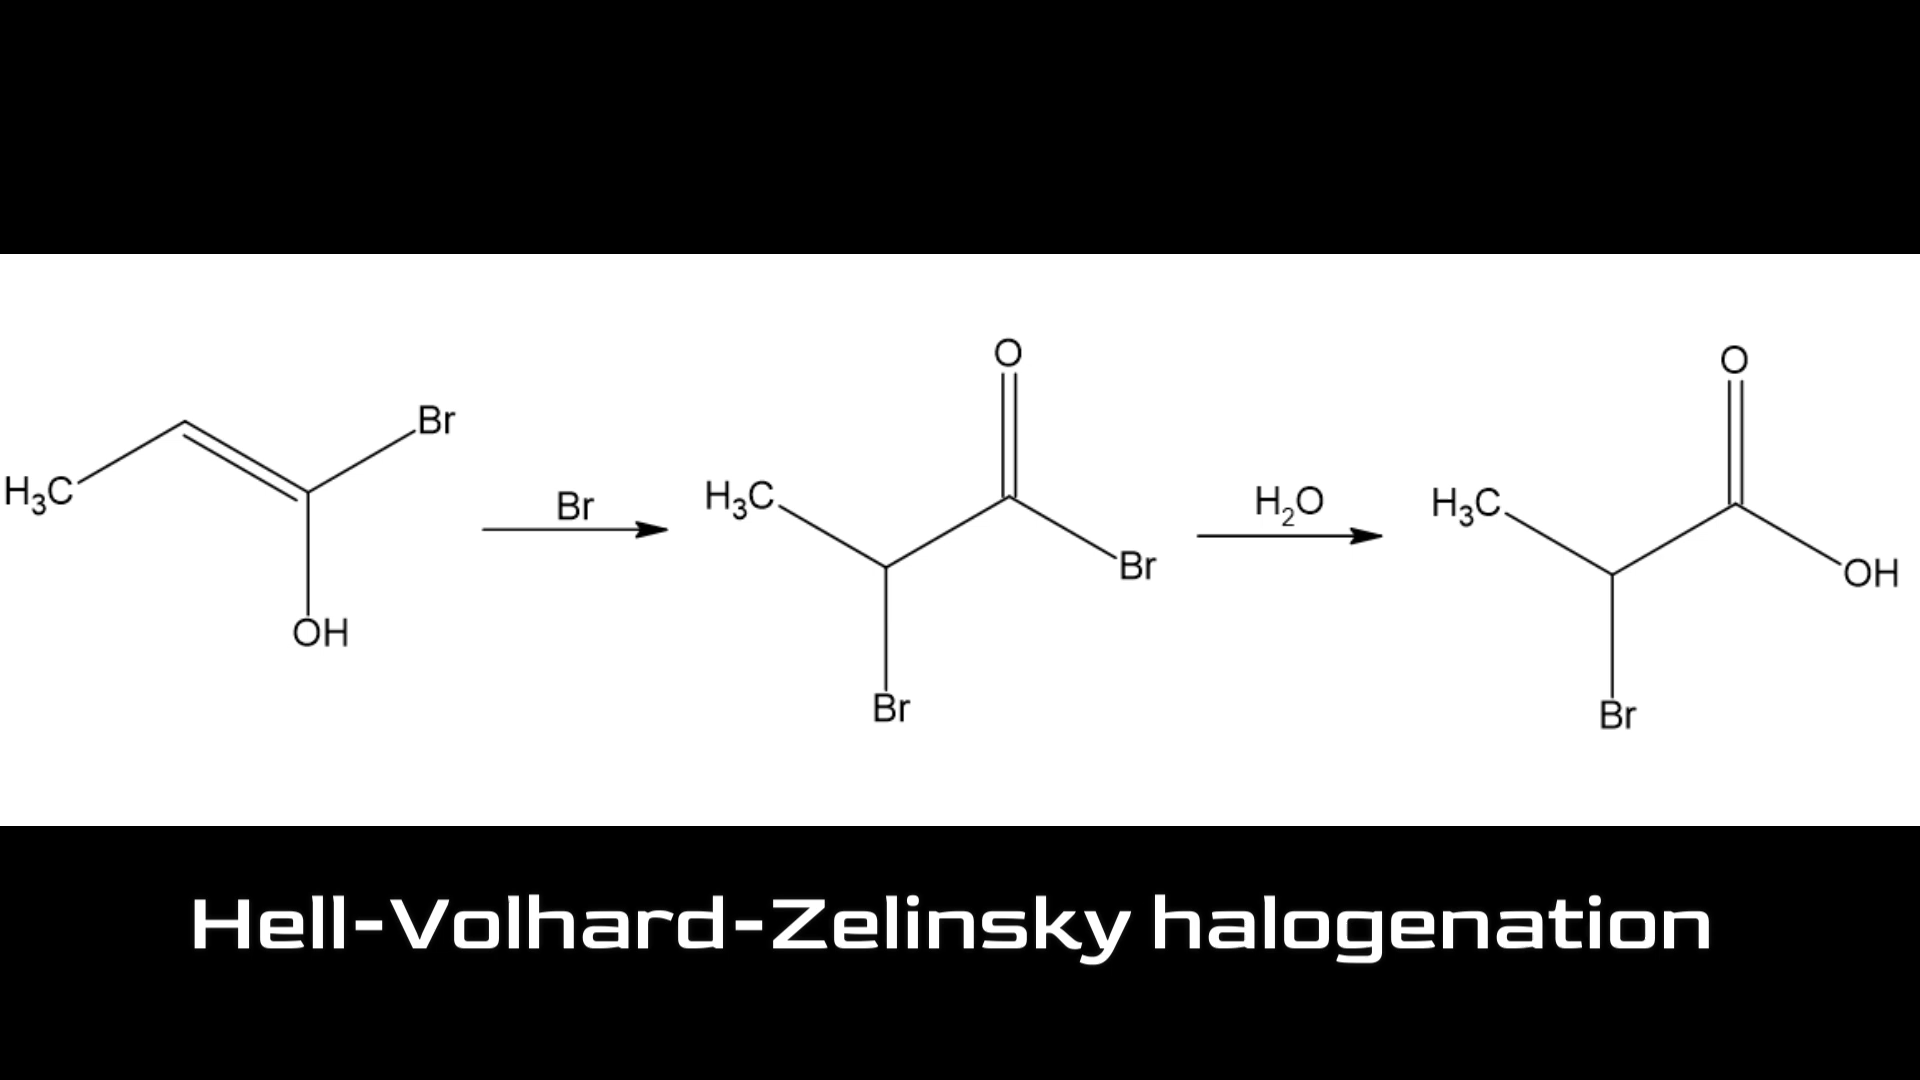 H₃C Br OH
Br
H₃C O Br Br
H₂O
H₃C O OH Br
Hell-Volhard-Zelinsky halogenation